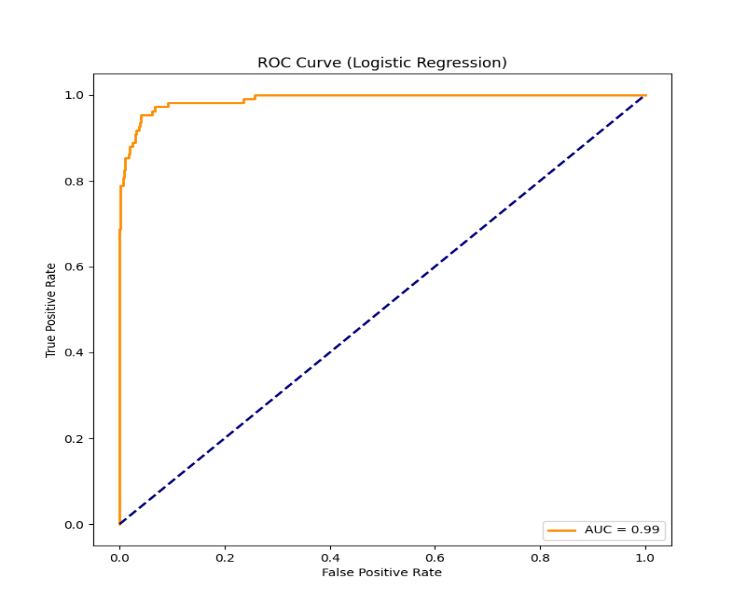 ROC Curve (Logistic Regression)
1.0
0.8
0.6
0.4
0.2
0.0
True Positive Rate
AUC = 0.99
0.0 0.2 0.4 0.6 0.8 1.0
False Positive Rate